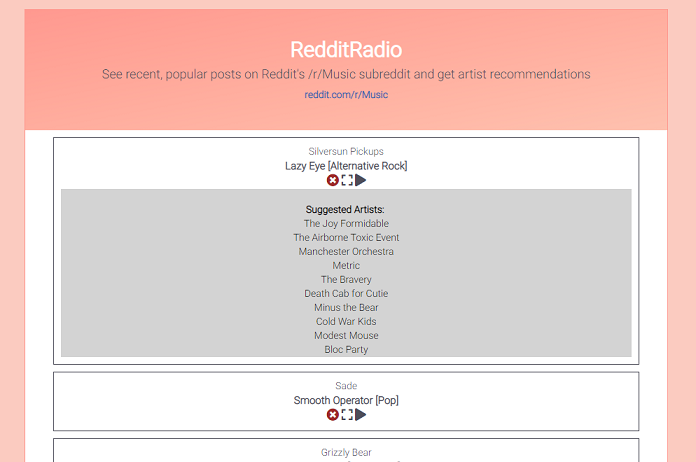 RedditRadio
See recent, popular posts on Reddit's /r/Music subreddit and get artist recommendations
reddit.com/r/Music
Silversun Pickups
Lazy Eye [Alternative Rock]
Suggested Artists:
The Joy Formidable
The Airborne Toxic Event
Manchester Orchestra
Metric
The Bravery
Death Cab for Cutie
Minus the Bear
Cold War Kids
Modest Mouse
Bloc Party
Sade
Smooth Operator [Pop]
Grizzly Bear